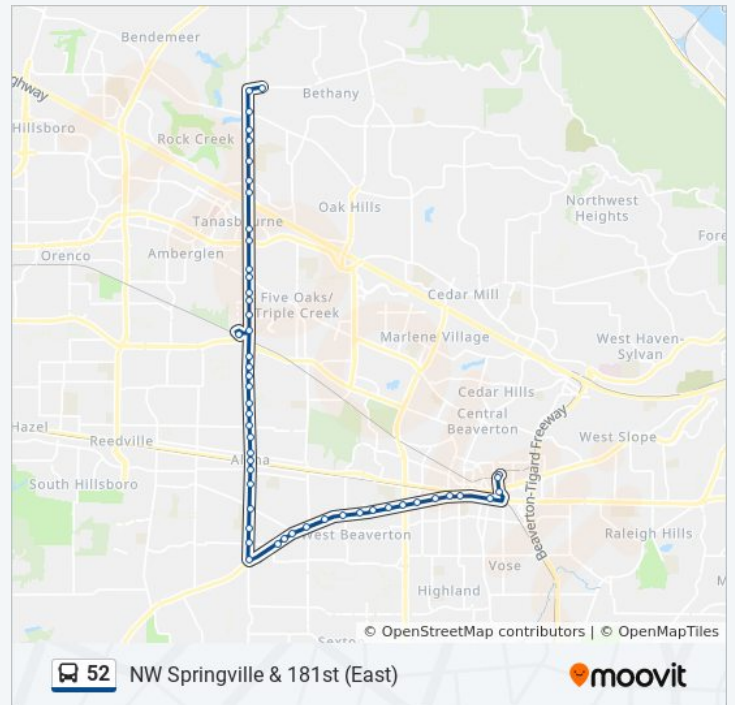 Bendemeer
ghway
Bethany
Hillsboro
Rock Creek
Northwest
Heights
Oak Hills
Tanasbourne
Fore
Orenco
Amberglen
Five Oaks/
Triple Creek
Cedar Mill
Marlene Village
West Haven-
Sylvan
Cedar Hills
Central
Beaverton
Hazel
Reedville
West Slope
Aloha
Beaverton-Tigard Freeway
South Hillsboro
West Beaverton
Raleigh Hills
Vose
Highland
M
Sexto
© OpenStreetMap contributors | © OpenMapTiles
52 NW Springville & 181st (East)
moovit